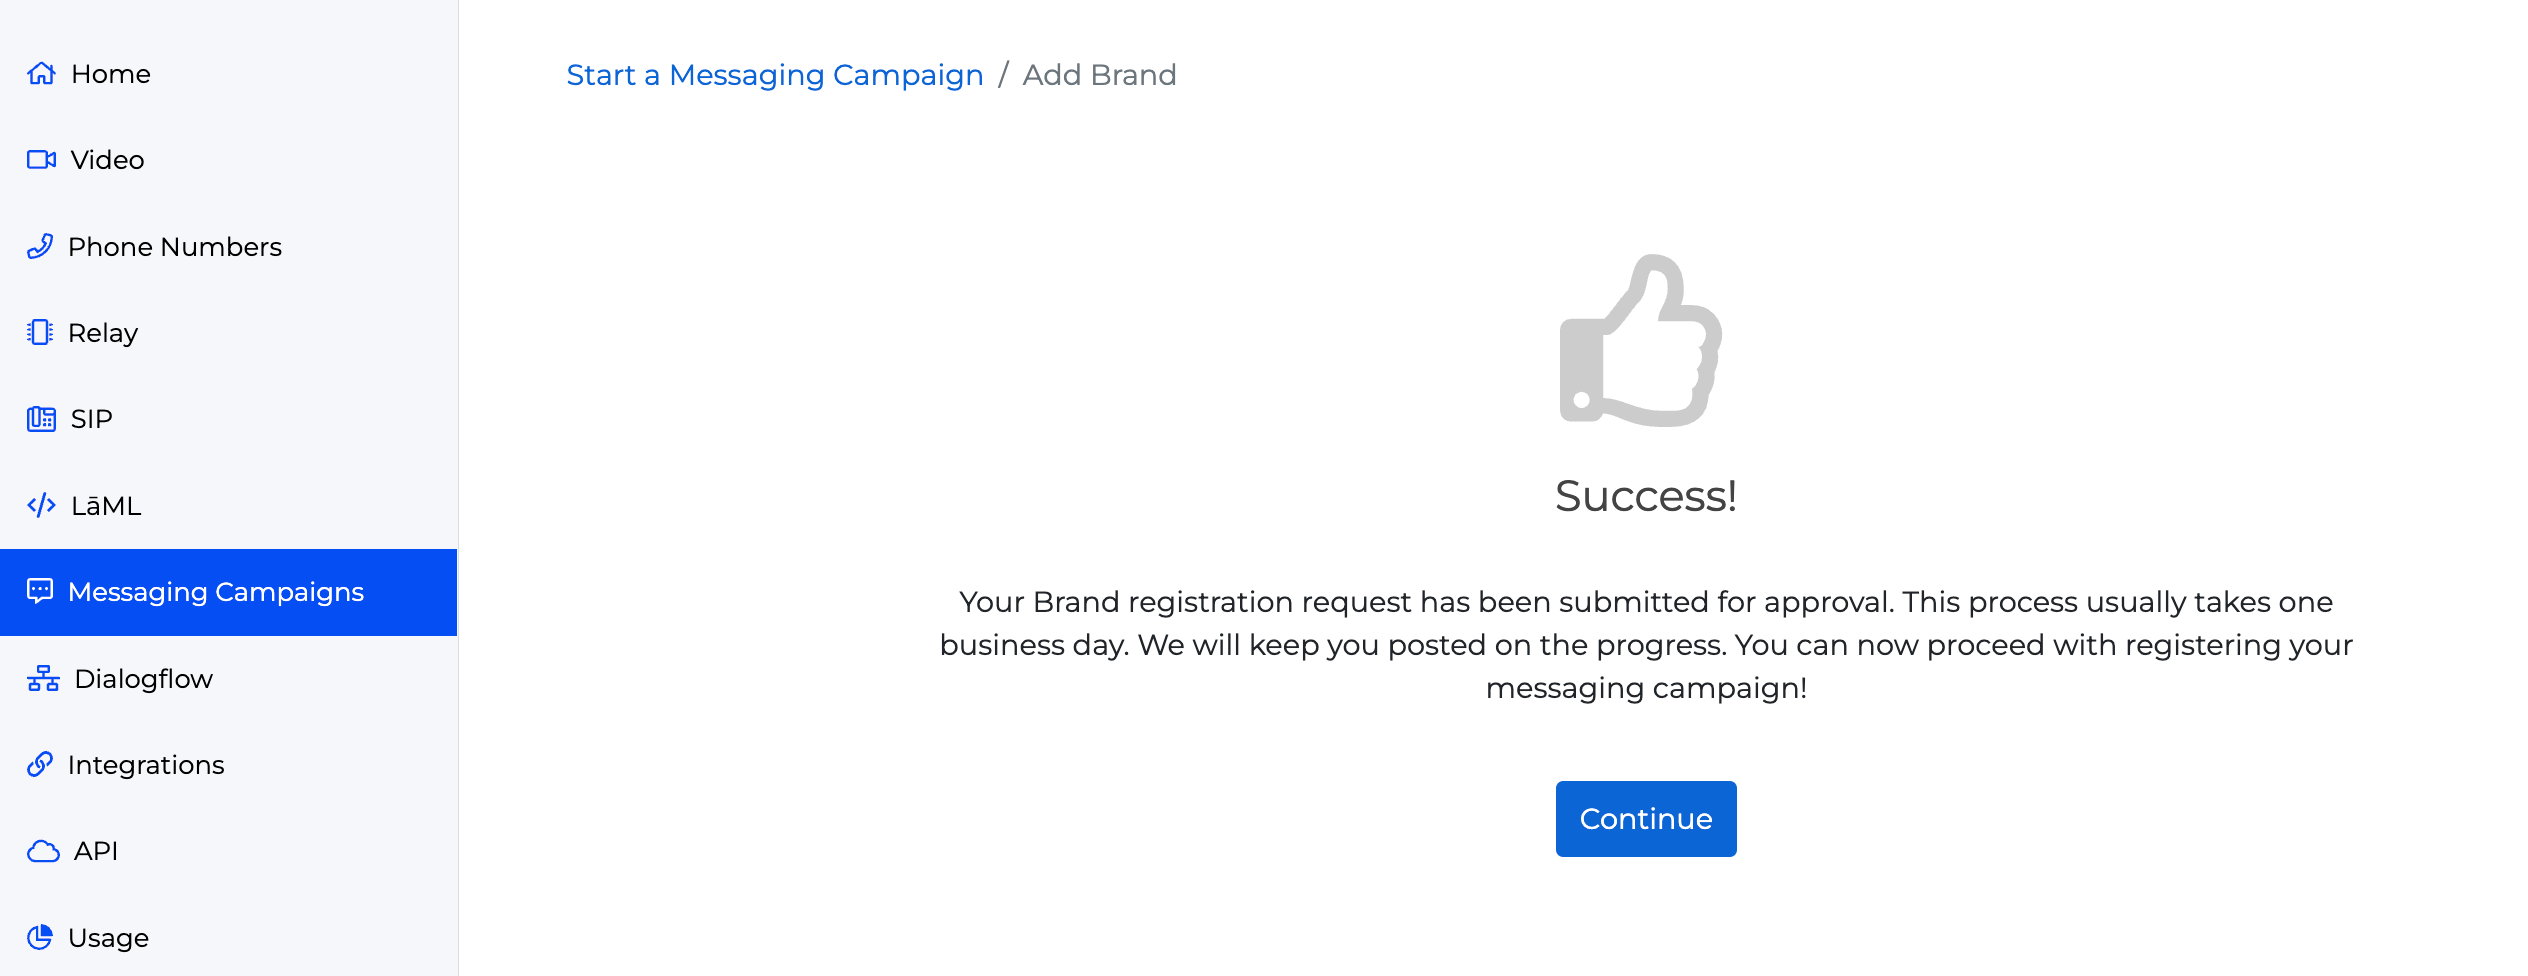 Home
Video
Phone Numbers
Relay
SIP
LāML
Messaging Campaigns
Dialogflow
Integrations
API
Usage
Start a Messaging Campaign / Add Brand
Success!
Your Brand registration request has been submitted for approval. This process usually takes one
business day. We will keep you posted on the progress. You can now proceed with registering your
messaging campaign!
Continue